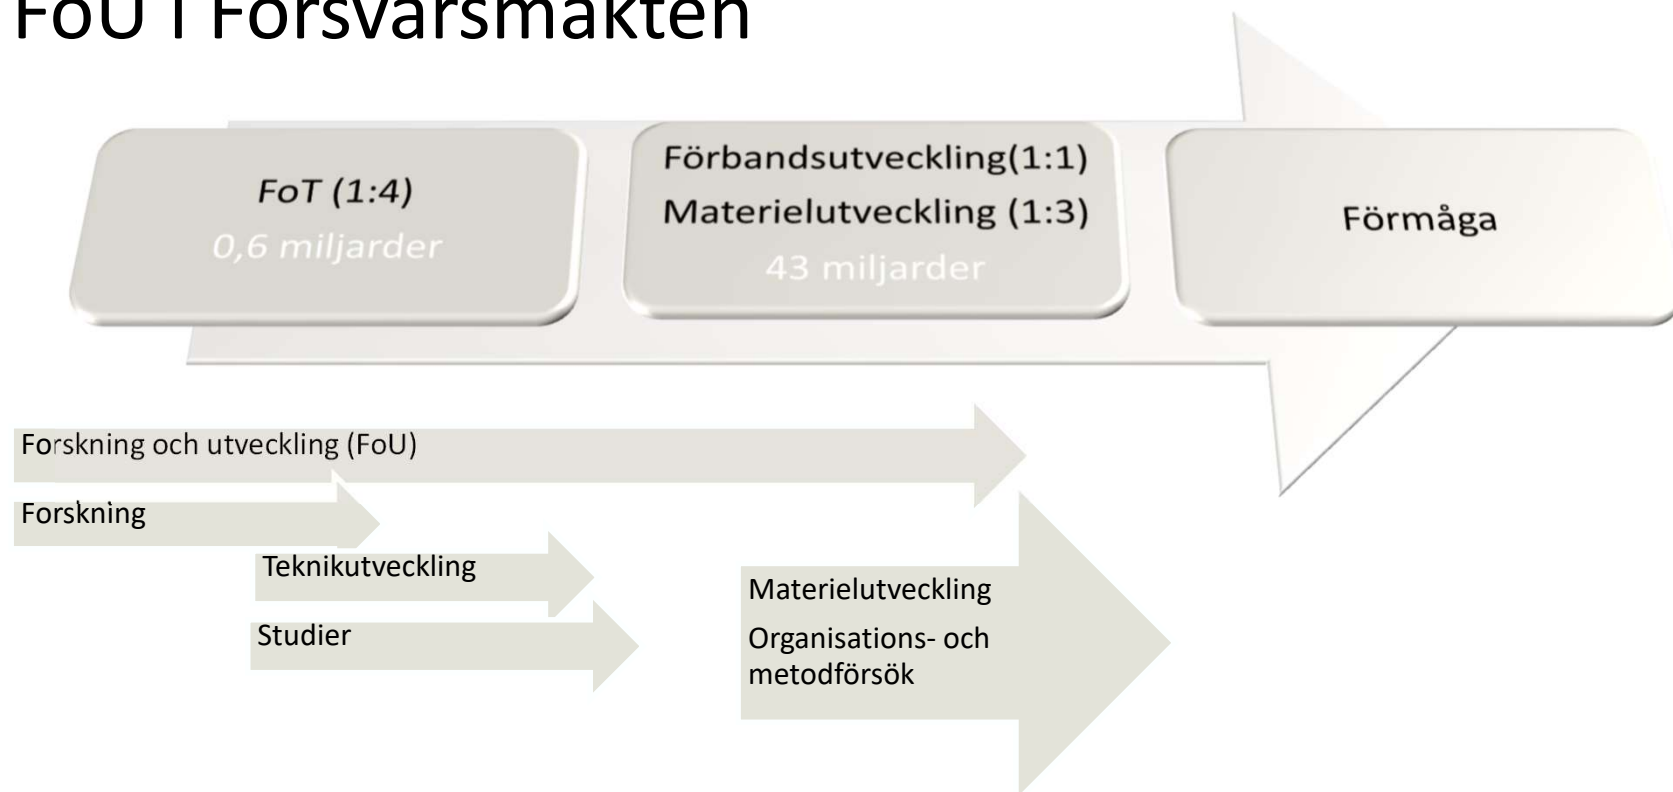 FoU i Försvarsmakten
FoT (1:4)
0,6 miljarder
Förbandsutveckling(1:1)
Materielutveckling (1:3)
43 miljarder
Förmåga
Forskning och utveckling (FoU)
Forskning
Teknikutveckling
Studier
Materielutveckling
Organisations- och
metodförsök